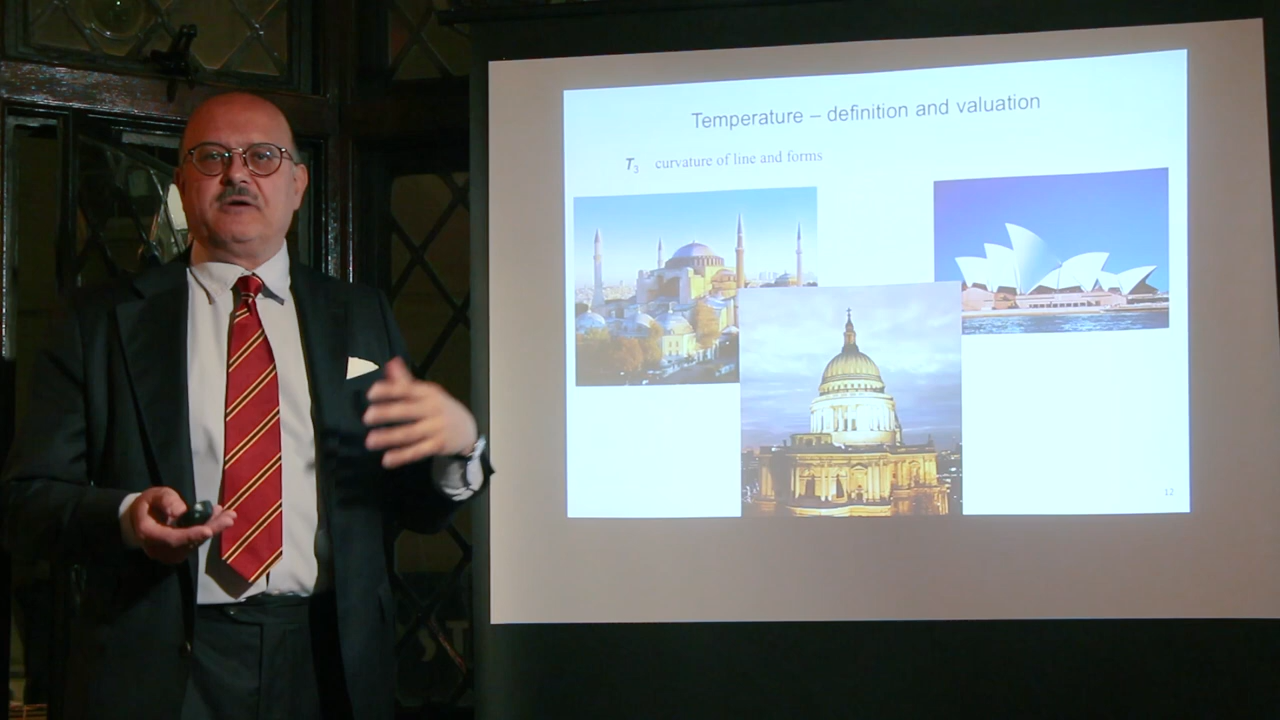 Temperature – definition and valuation
T₃ curvature of line and forms
12